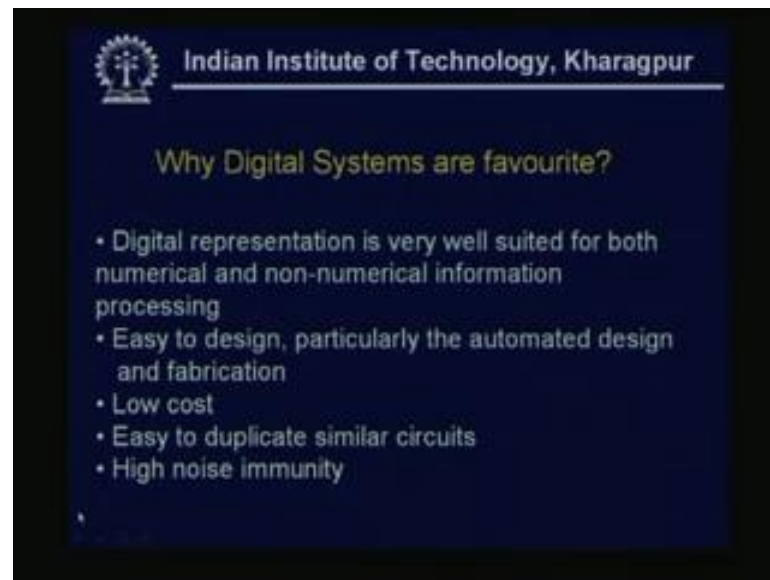 Indian Institute of Technology, Kharagpur
Why Digital Systems are favourite?
• Digital representation is very well suited for both
numerical and non-numerical information
processing
• Easy to design, particularly the automated design
and fabrication
• Low cost
• Easy to duplicate similar circuits
• High noise immunity